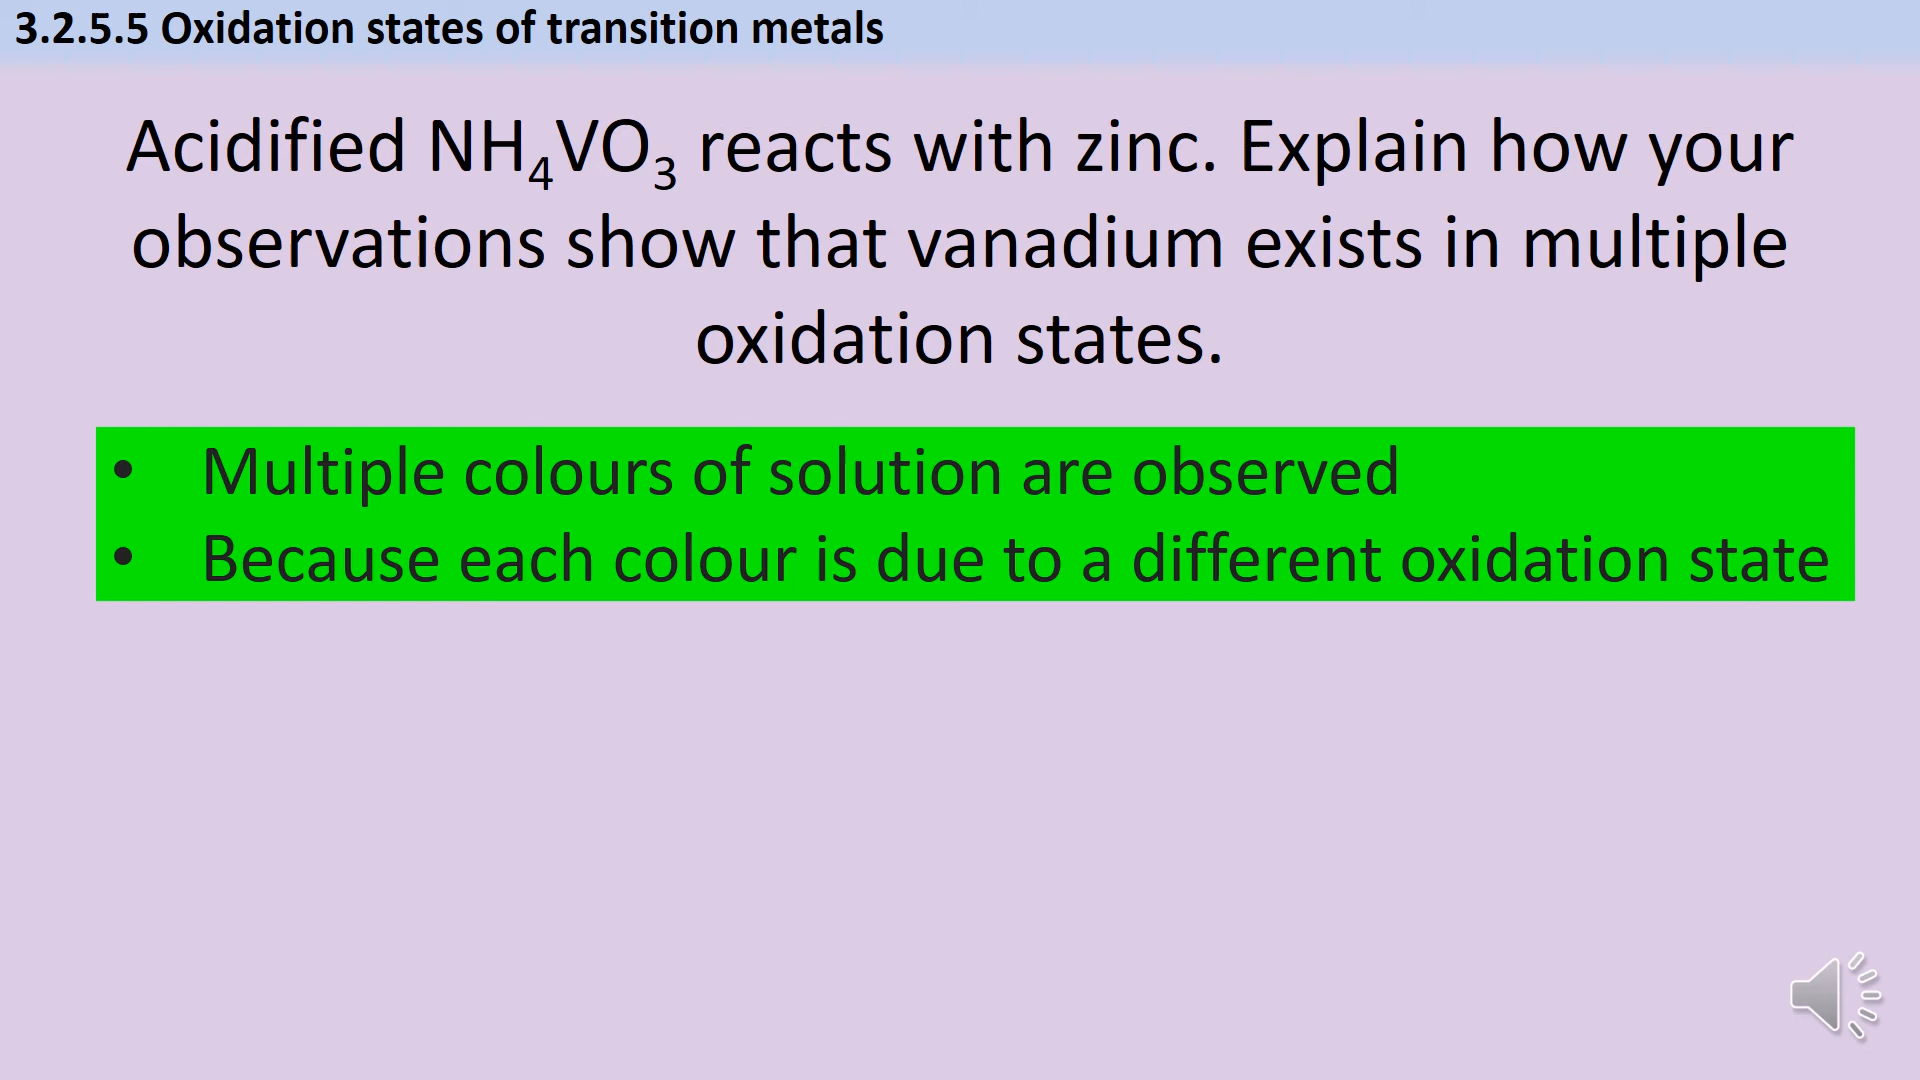 3.2.5.5 Oxidation states of transition metals
Acidified NH₄VO₃ reacts with zinc. Explain how your
observations show that vanadium exists in multiple
oxidation states.
• Multiple colours of solution are observed
• Because each colour is due to a different oxidation state